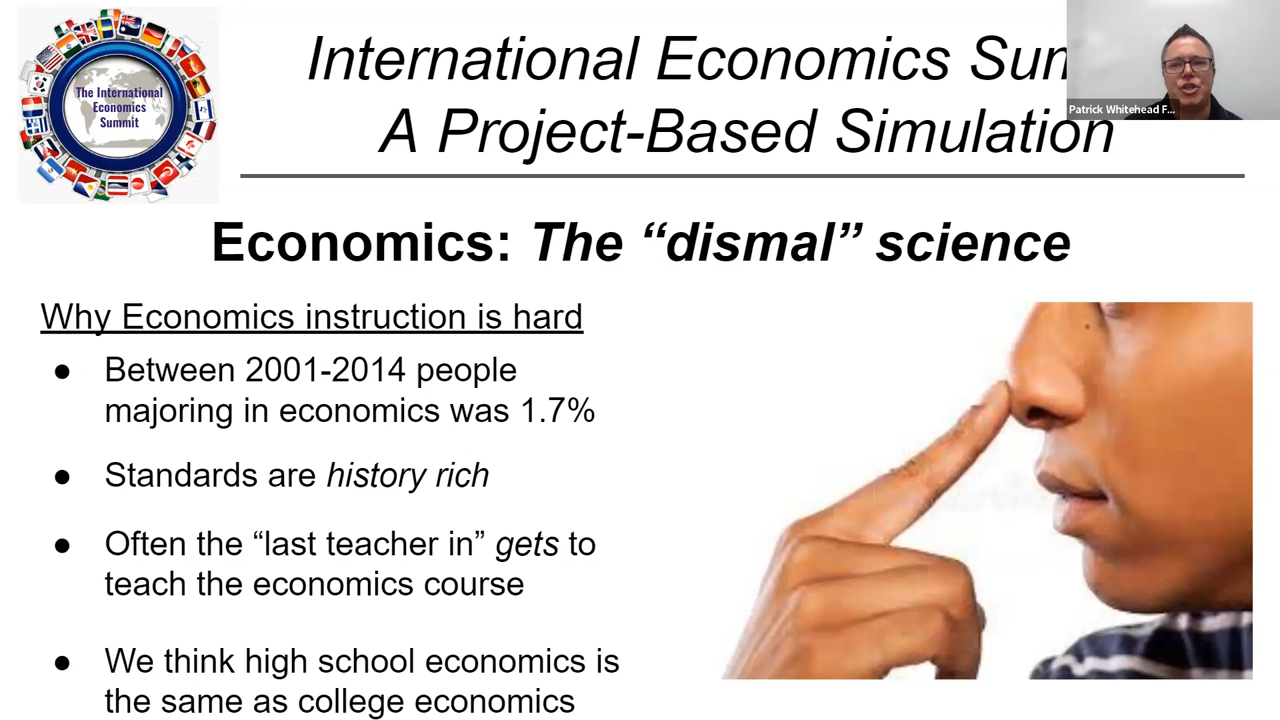 The International
Economics
Summit
International Economics Sum
A Project-Based Simulation
Patrick Whitehead F...
Economics: The “dismal” science
Why Economics instruction is hard
● Between 2001-2014 people
majoring in economics was 1.7%
● Standards are history rich
● Often the “last teacher in” gets to
teach the economics course
● We think high school economics is
the same as college economics